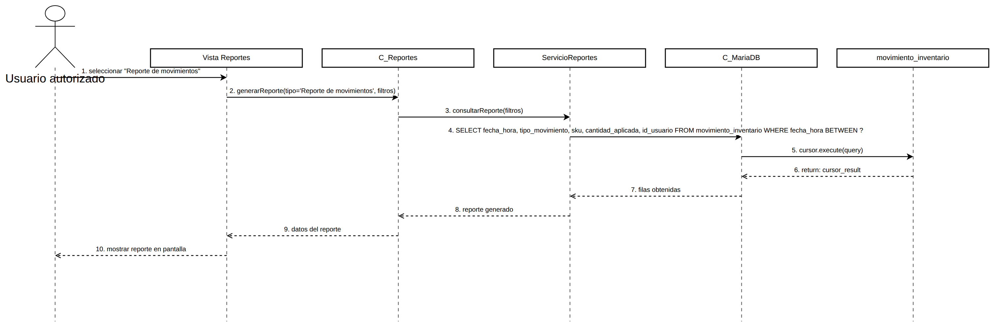 Vista Reportes
C_Reportes
ServicioReportes
C_MariaDB
movimiento_inventario
1. seleccionar "Reporte de movimientos"
Usuario autorizado
2. generarReporte(tipo='Reporte de movimientos', filtros)
3. consultarReporte(filtros)
4. SELECT fecha_hora, tipo_movimiento, sku, cantidad_aplicada, id_usuario FROM movimiento_inventario WHERE fecha_hora BETWEEN ?
5. cursor.execute(query)
6. return: cursor_result
7. filas obtenidas
8. reporte generado
9. datos del reporte
10. mostrar reporte en pantalla